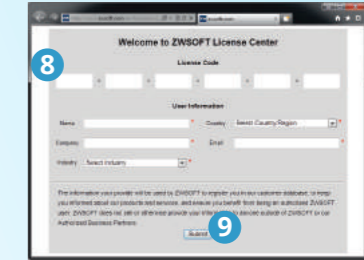 Welcome to ZWSOFT License Center
8
License Code
- - - - -
User Information
Name * Country Select Country/Region *
Company * Email *
Industry Select Industry *
The information your provide will be used by ZWSOFT to register you in our customer database, to keep
you informed about our products and services, and ensure you benefit from being an authorized ZWSOFT
user. ZWSOFT does not sell or otherwise provide your information to anyone outside of ZWSOFT or our
Authorized Business Partners.
Submit 9